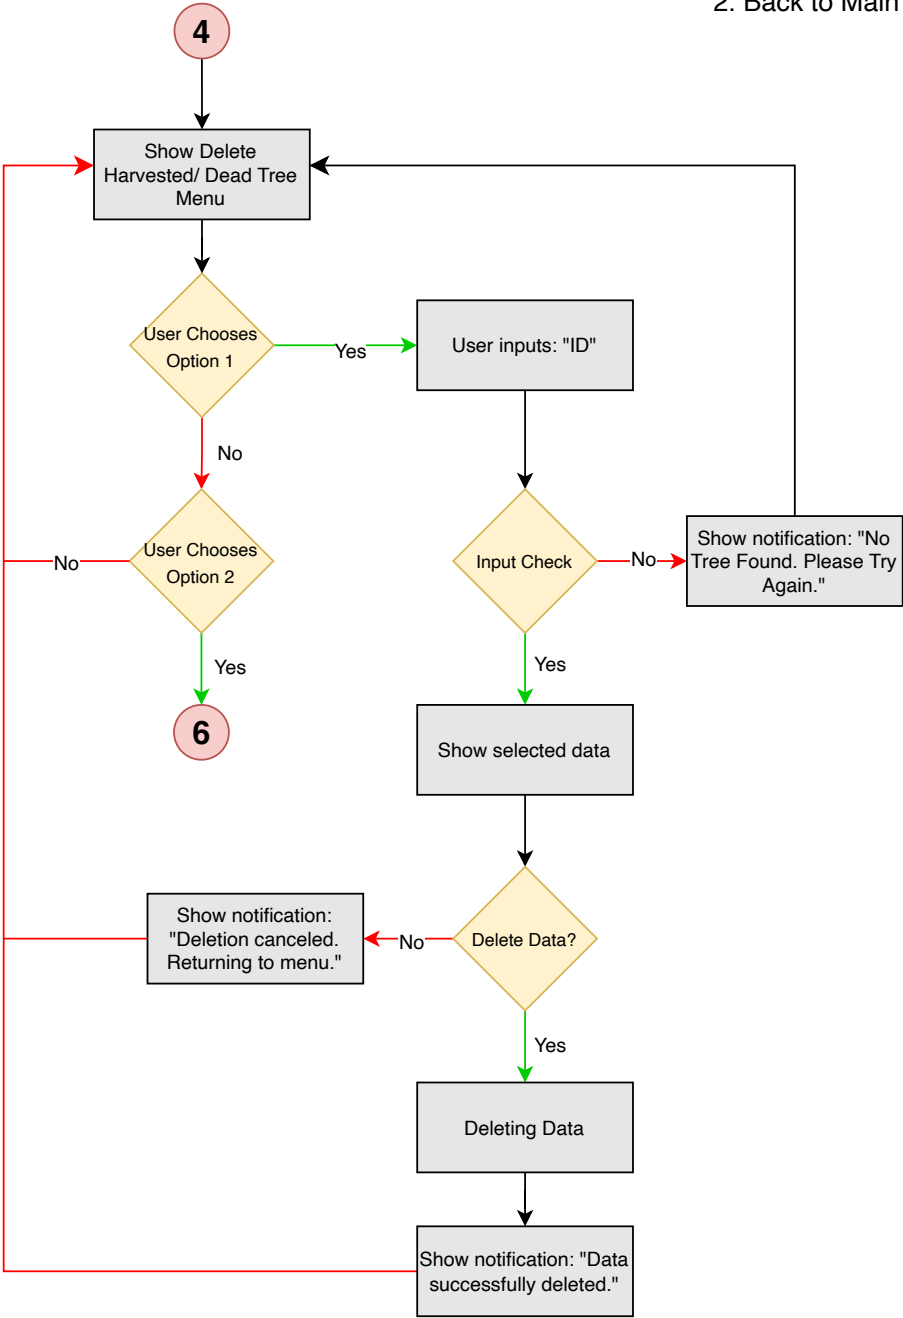 2. Back to Main
4
Show Delete
Harvested/ Dead Tree
Menu
User Chooses
Option 1
Yes
User inputs: "ID"
No
User Chooses
Option 2
No
Input Check
No
Show notification: "No
Tree Found. Please Try
Again."
Yes
Yes
6
Show selected data
Show notification:
"Deletion canceled.
Returning to menu."
No
Delete Data?
Yes
Deleting Data
Show notification: "Data
successfully deleted."